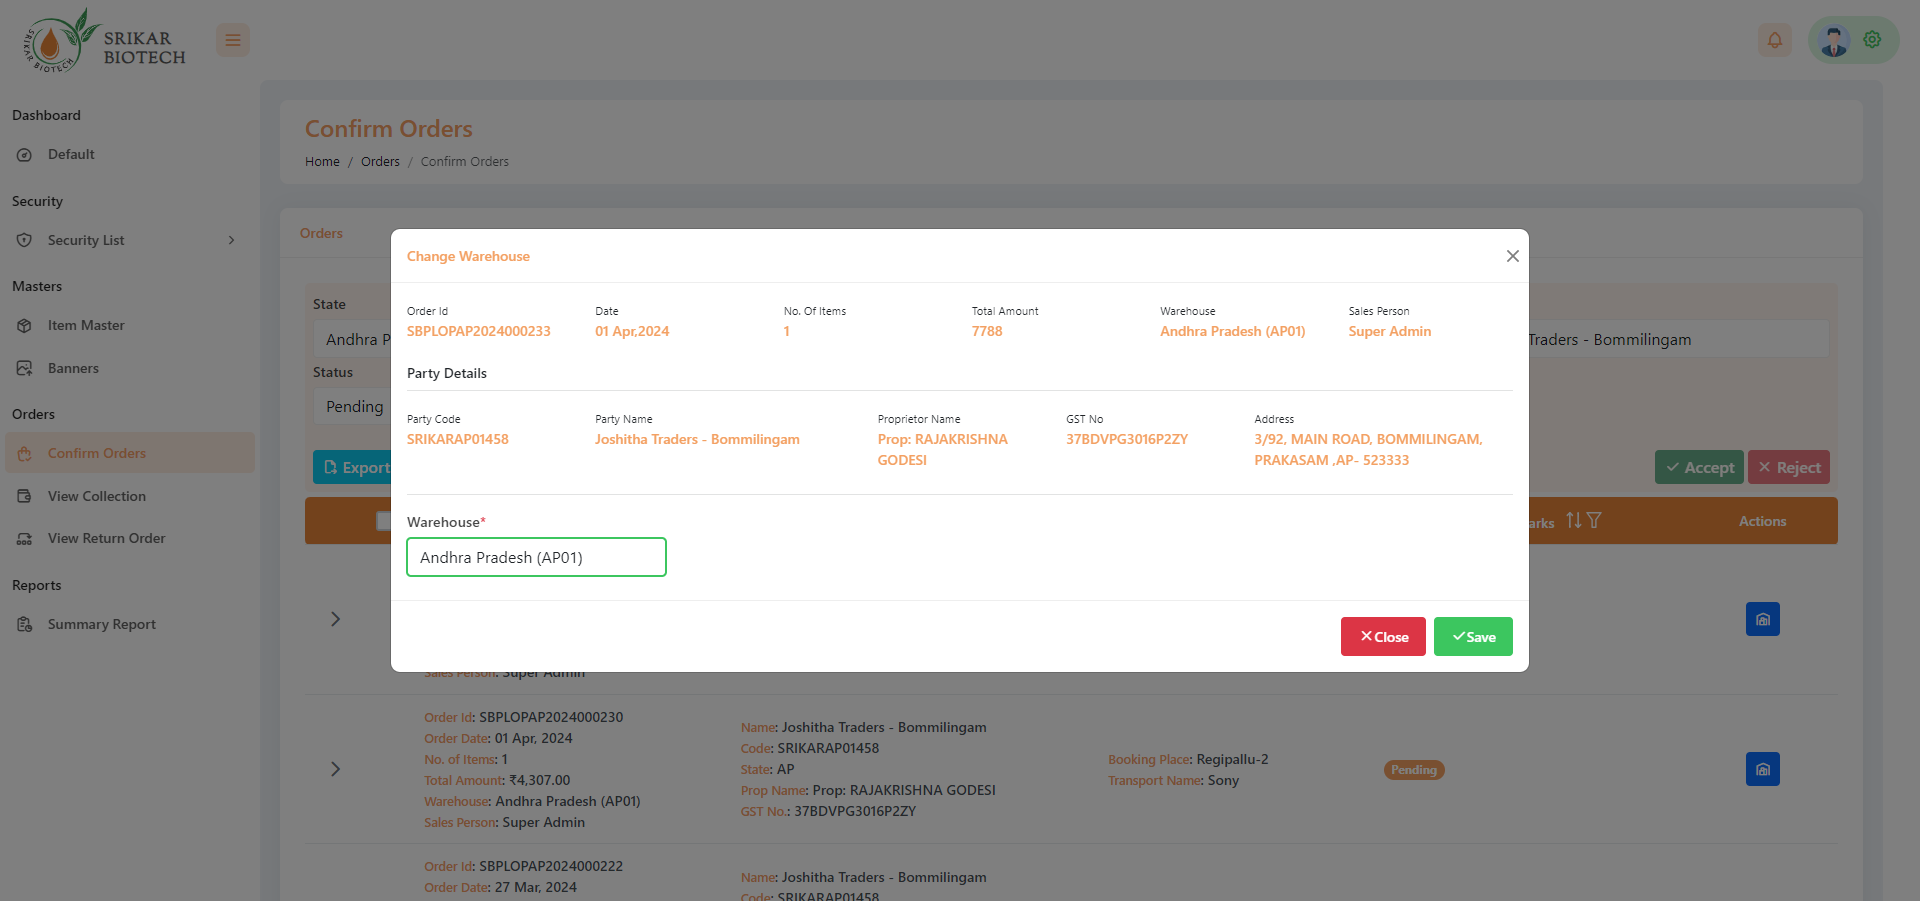 SRIKAR
BIOTECH
SRIKAR BIOTECH
Dashboard
Default
Security
Security List
Masters
Item Master
Banners
Orders
Confirm Orders
View Collection
View Return Order
Reports
Summary Report
Confirm Orders
Home / Orders / Confirm Orders
Orders
State
Andhra P
Traders - Bommilingam
Status
Pending
Export
Accept
Reject
arks
Actions
Change Warehouse
Order Id
Date
No. Of Items
Total Amount
Warehouse
Sales Person
SBPLOPAP2024000233
01 Apr,2024
1
7788
Andhra Pradesh (AP01)
Super Admin
Party Details
Party Code
Party Name
Proprietor Name
GST No
Address
SRIKARAP01458
Joshitha Traders - Bommilingam
Prop: RAJAKRISHNA
GODESI
37BDVPG3016P2ZY
3/92, MAIN ROAD, BOMMILINGAM,
PRAKASAM ,AP- 523333
Warehouse*
Andhra Pradesh (AP01)
Close
Save
Sales Person: Super Admin
Order Id: SBPLOPAP2024000230
Order Date: 01 Apr, 2024
No. of Items: 1
Total Amount: ₹4,307.00
Warehouse: Andhra Pradesh (AP01)
Sales Person: Super Admin
Name: Joshitha Traders - Bommilingam
Code: SRIKARAP01458
State: AP
Prop Name: Prop: RAJAKRISHNA GODESI
GST No.: 37BDVPG3016P2ZY
Booking Place: Regipallu-2
Transport Name: Sony
Pending
Order Id: SBPLOPAP2024000222
Order Date: 27 Mar, 2024
Name: Joshitha Traders - Bommilingam
Code: SRIKARAP01458